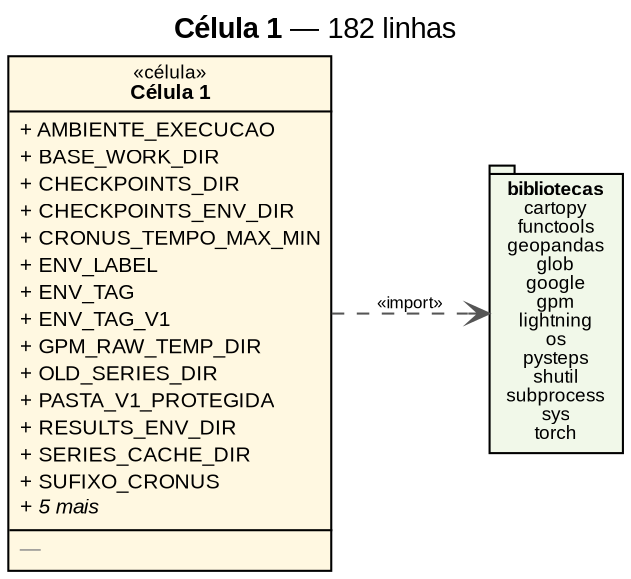 Célula 1 — 182 linhas
«célula»
Célula 1
+ AMBIENTE_EXECUCAO
+ BASE_WORK_DIR
+ CHECKPOINTS_DIR
+ CHECKPOINTS_ENV_DIR
+ CRONUS_TEMPO_MAX_MIN
+ ENV_LABEL
+ ENV_TAG
+ ENV_TAG_V1
+ GPM_RAW_TEMP_DIR
+ OLD_SERIES_DIR
+ PASTA_V1_PROTEGIDA
+ RESULTS_ENV_DIR
+ SERIES_CACHE_DIR
+ SUFIXO_CRONUS
+ 5 mais
—
«import»
bibliotecas
cartopy
functools
geopandas
glob
google
gpm
lightning
os
pysteps
shutil
subprocess
sys
torch